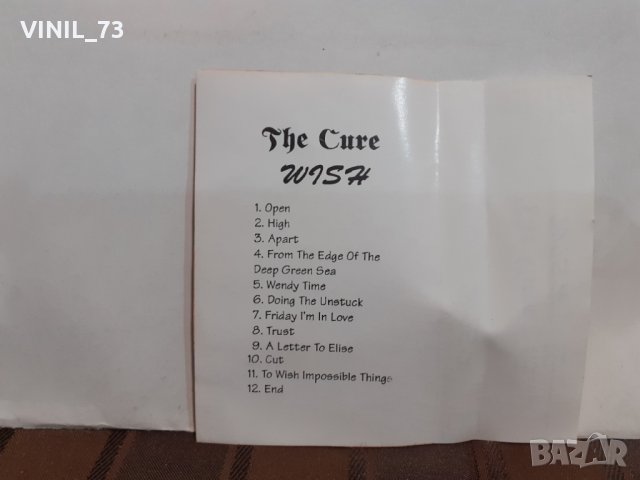 VINIL_73
The Cure
WISH
1. Open
2. High
3. Apart
4. From The Edge Of The
Deep Green Sea
5. Wendy Time
6. Doing The Unstuck
7. Friday I'm In Love
8. Trust
9. A Letter To Elise
10. Cut
11. To Wish Impossible Things
12. End
BAZAR